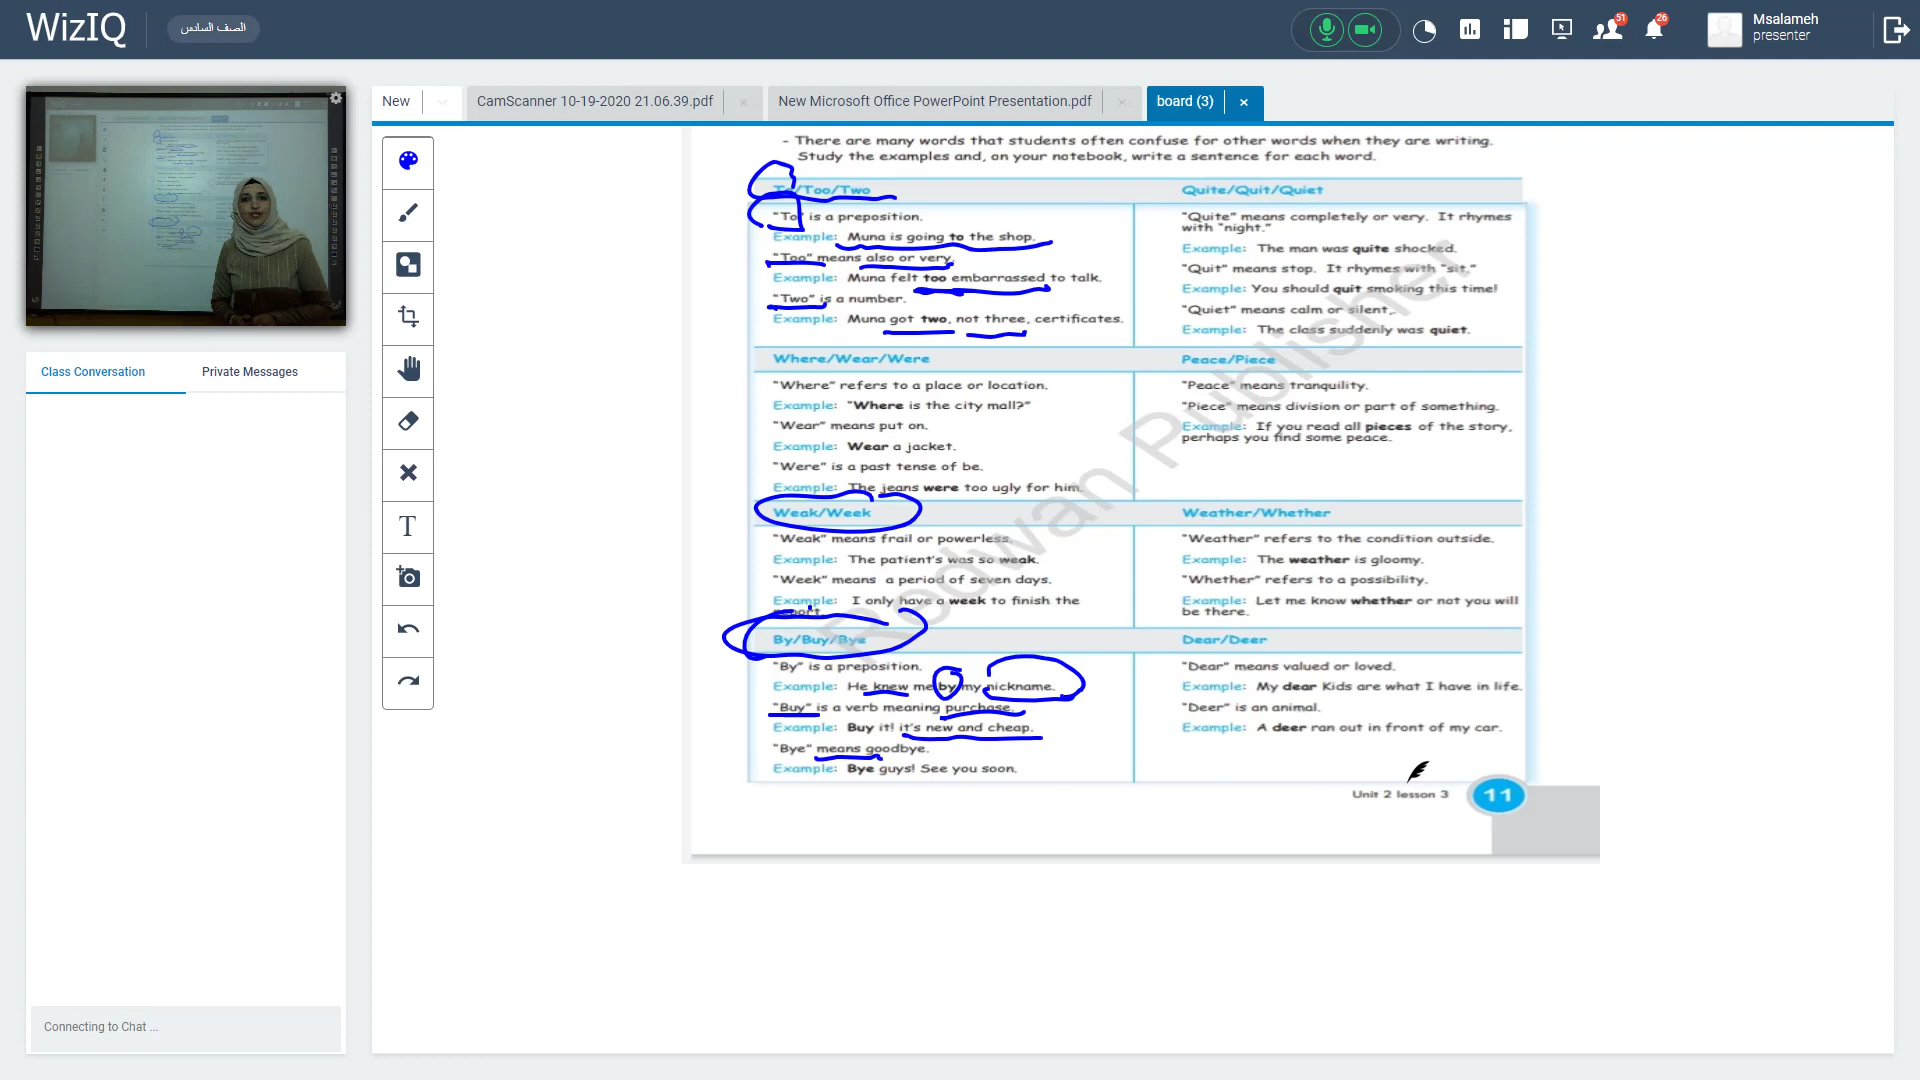 WizIQ
الصف السادس
51
26
Msalameh
presenter
New
CamScanner 10-19-2020 21.06.39.pdf
New Microsoft Office PowerPoint Presentation.pdf
board (3)
Class Conversation
Private Messages
Connecting to Chat ...
T
- There are many words that students often confuse for other words when they are writing.
Study the examples and, on your notebook, write a sentence for each word.
To/Too/Two
"To" is a preposition.
Example: Muna is going to the shop.
"Too" means also or very.
Example: Muna felt too embarrassed to talk.
"Two" is a number.
Example: Muna got two, not three, certificates.
Quite/Quit/Quiet
"Quite" means completely or very. It rhymes
with "night."
Example: The man was quite shocked.
"Quit" means stop. It rhymes with "sit."
Example: You should quit smoking this time!
"Quiet" means calm or silent,.
Example: The class suddenly was quiet.
Where/Wear/Were
"Where" refers to a place or location.
Example: "Where is the city mall?"
"Wear" means put on.
Example: Wear a jacket.
"Were" is a past tense of be.
Example: The jeans were too ugly for him.
Peace/Piece
"Peace" means tranquility.
"Piece" means division or part of something.
Example: If you read all pieces of the story,
perhaps you find some peace.
Weak/Week
"Weak" means frail or powerless.
Example: The patient's was so weak.
"Week" means a period of seven days.
Example: I only have a week to finish the
report.
Weather/Whether
"Weather" refers to the condition outside.
Example: The weather is gloomy.
"Whether" refers to a possibility.
Example: Let me know whether or not you will
be there.
By/Buy/Bye
"By" is a preposition.
Example: He knew me by my nickname.
"Buy" is a verb meaning purchase.
Example: Buy it! it's new and cheap.
"Bye" means goodbye.
Example: Bye guys! See you soon.
Dear/Deer
"Dear" means valued or loved.
Example: My dear Kids are what I have in life.
"Deer" is an animal.
Example: A deer ran out in front of my car.
Unit 2 lesson 3
11
Rodwan Publisher